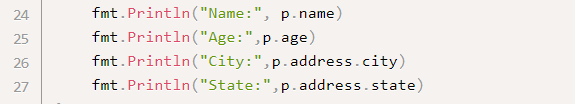 24 fmt.Println("Name:", p.name)
25 fmt.Println("Age:",p.age)
26 fmt.Println("City:",p.address.city)
27 fmt.Println("State:",p.address.state)